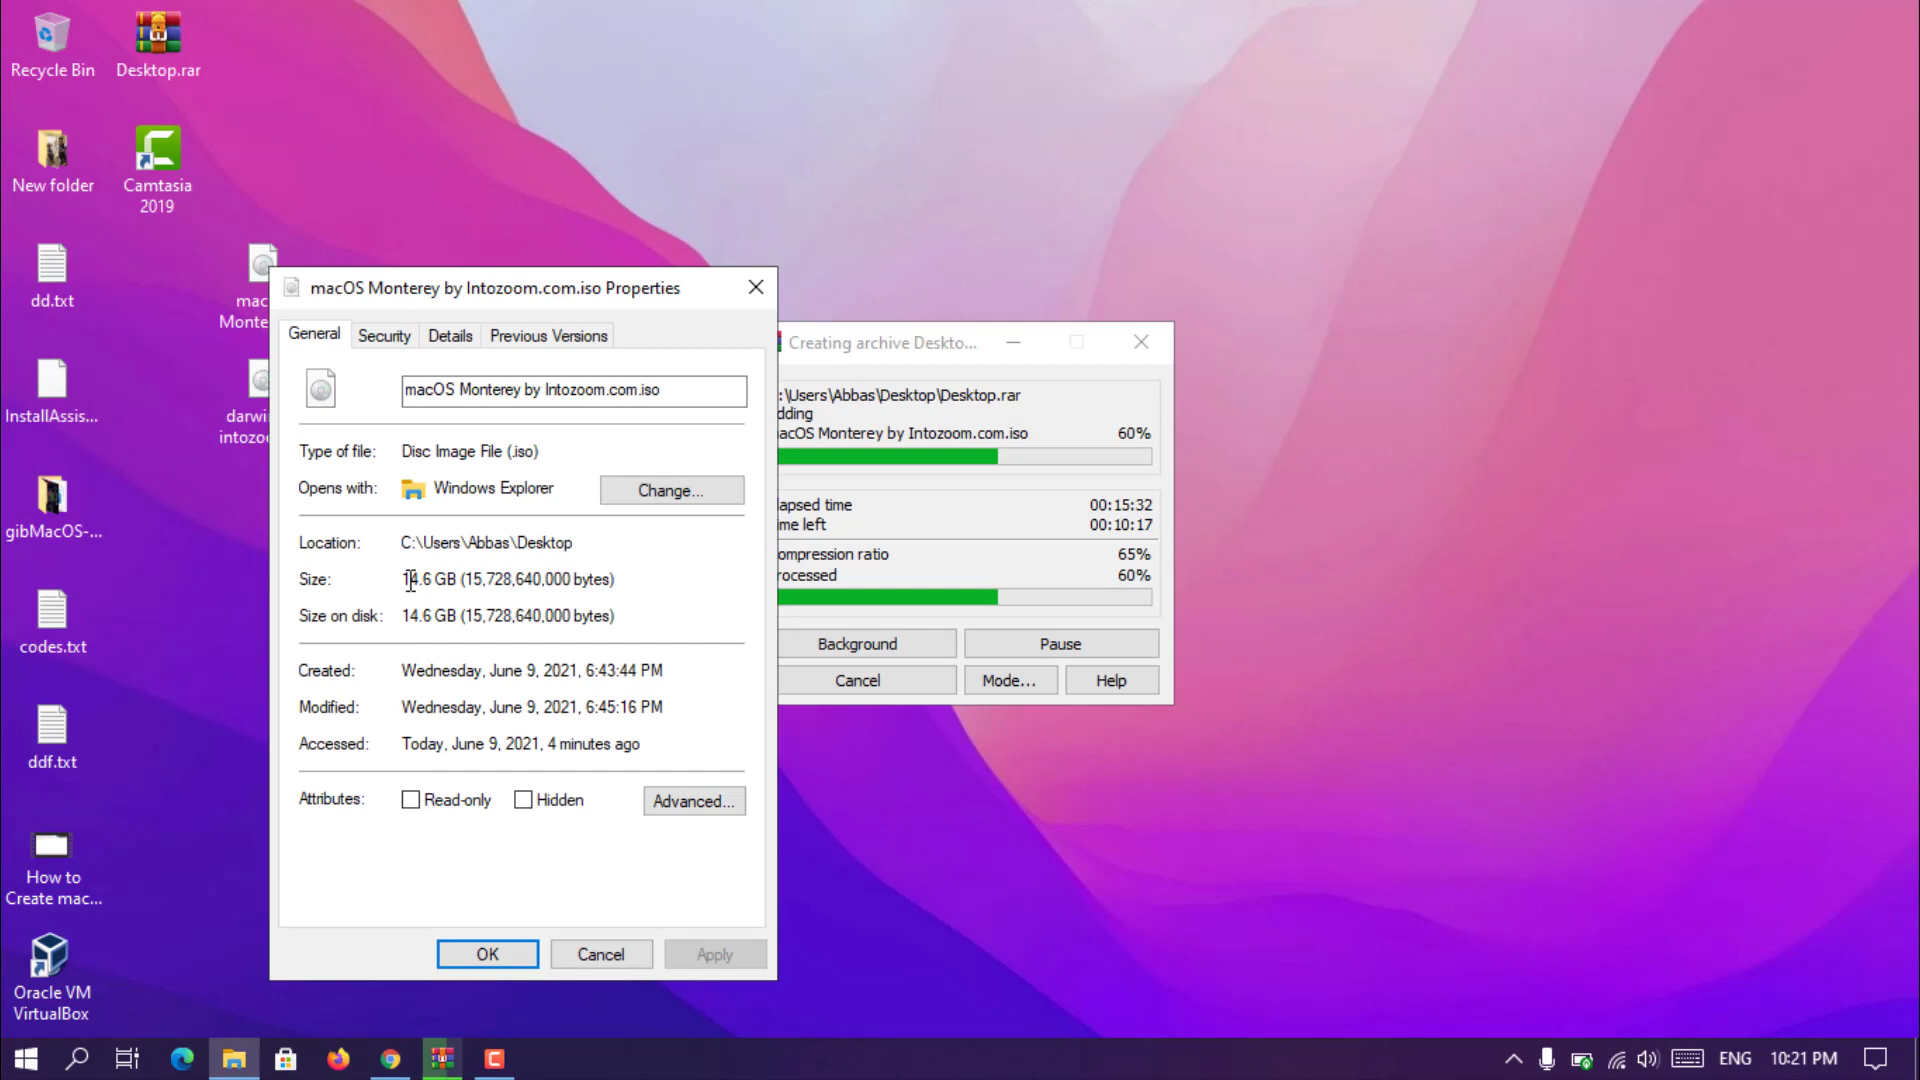 Recycle Bin
Desktop.rar
New folder
Camtasia
2019
dd.txt
mac
Monte
InstallAssis...
darwi
intozo
gibMacOS-...
codes.txt
ddf.txt
How to
Create mac...
Oracle VM
VirtualBox
macOS Monterey by Intozoom.com.iso Properties
General
Security
Details
Previous Versions
macOS Monterey by Intozoom.com.iso
Type of file:
Disc Image File (.iso)
Opens with:
Windows Explorer
Change...
Location:
C:\Users\Abbas\Desktop
Size:
14.6 GB (15,728,640,000 bytes)
Size on disk:
14.6 GB (15,728,640,000 bytes)
Created:
Wednesday, June 9, 2021, 6:43:44 PM
Modified:
Wednesday, June 9, 2021, 6:45:16 PM
Accessed:
Today, June 9, 2021, 4 minutes ago
Attributes:
Read-only
Hidden
Advanced...
OK
Cancel
Apply
Creating archive Deskto...
:\Users\Abbas\Desktop\Desktop.rar
dding
acOS Monterey by Intozoom.com.iso
60%
lapsed time
00:15:32
me left
00:10:17
ompression ratio
65%
rocessed
60%
Background
Pause
Cancel
Mode...
Help
ENG
10:21 PM